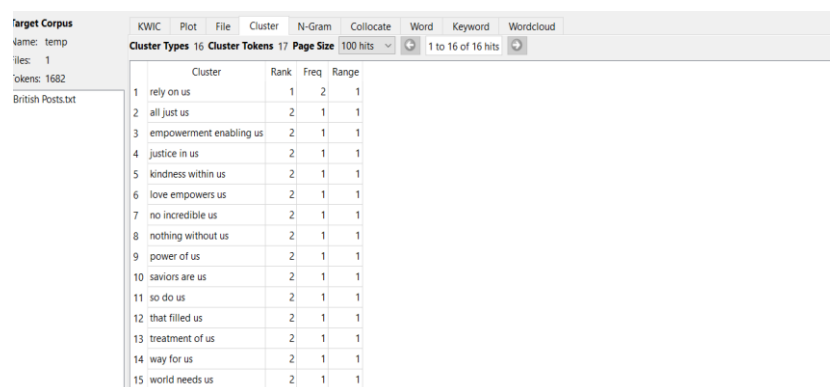 arget Corpus
Name: temp
iles: 1
okens: 1682
British Posts.txt
KWIC Plot File Cluster N-Gram Collocate Word Keyword Wordcloud
Cluster Types 16 Cluster Tokens 17 Page Size 100 hits 1 to 16 of 16 hits
Cluster Rank Freq Range
1 rely on us 1 2 1
2 all just us 2 1 1
3 empowerment enabling us 2 1 1
4 justice in us 2 1 1
5 kindness within us 2 1 1
6 love empowers us 2 1 1
7 no incredible us 2 1 1
8 nothing without us 2 1 1
9 power of us 2 1 1
10 saviors are us 2 1 1
11 so do us 2 1 1
12 that filled us 2 1 1
13 treatment of us 2 1 1
14 way for us 2 1 1
15 world needs us 2 1 1